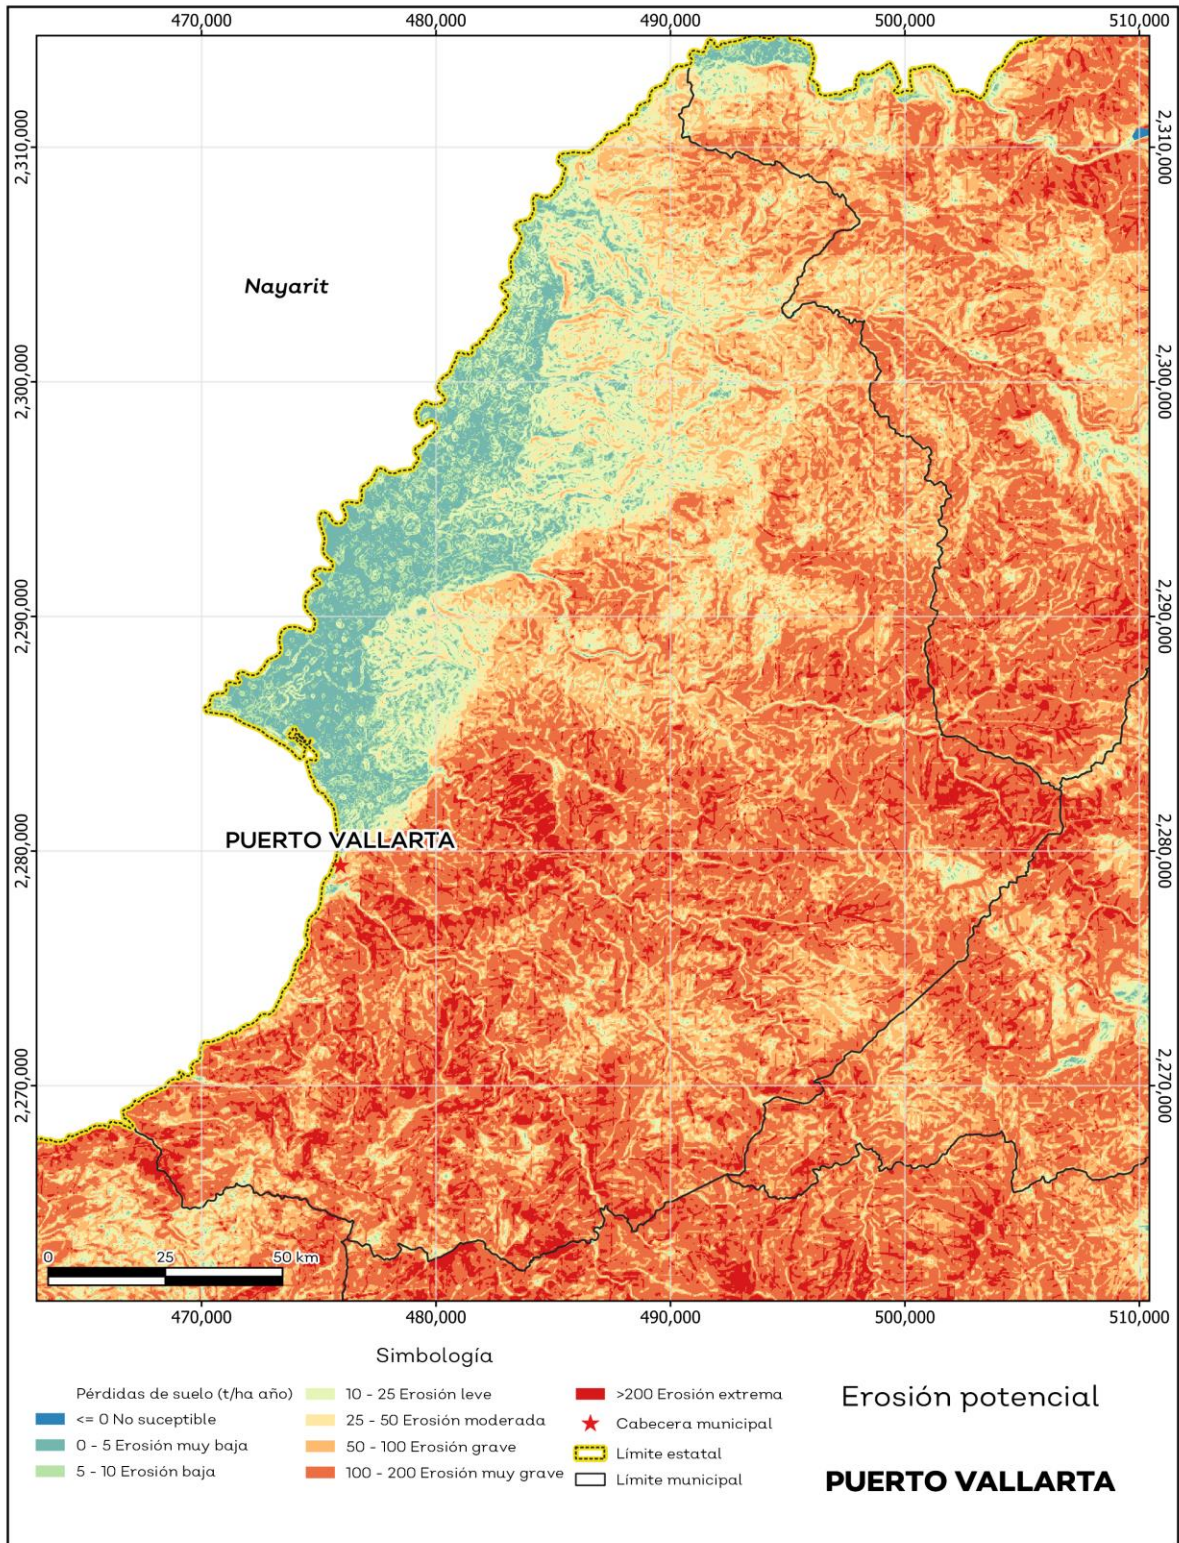 470,000 480,000 490,000 500,000 510,000
2,310,000 2,310,000
Nayarit
2,300,000 2,300,000
2,290,000 2,290,000
PUERTO VALLARTA
2,280,000 2,280,000
2,270,000 2,270,000
0 25 50 km
470,000 480,000 490,000 500,000 510,000
Simbología
Pérdidas de suelo (t/ha año)
<= 0 No suceptible
0 - 5 Erosión muy baja
5 - 10 Erosión baja
10 - 25 Erosión leve
25 - 50 Erosión moderada
50 - 100 Erosión grave
100 - 200 Erosión muy grave
>200 Erosión extrema
Cabecera municipal
Límite estatal
Límite municipal
Erosión potencial
PUERTO VALLARTA